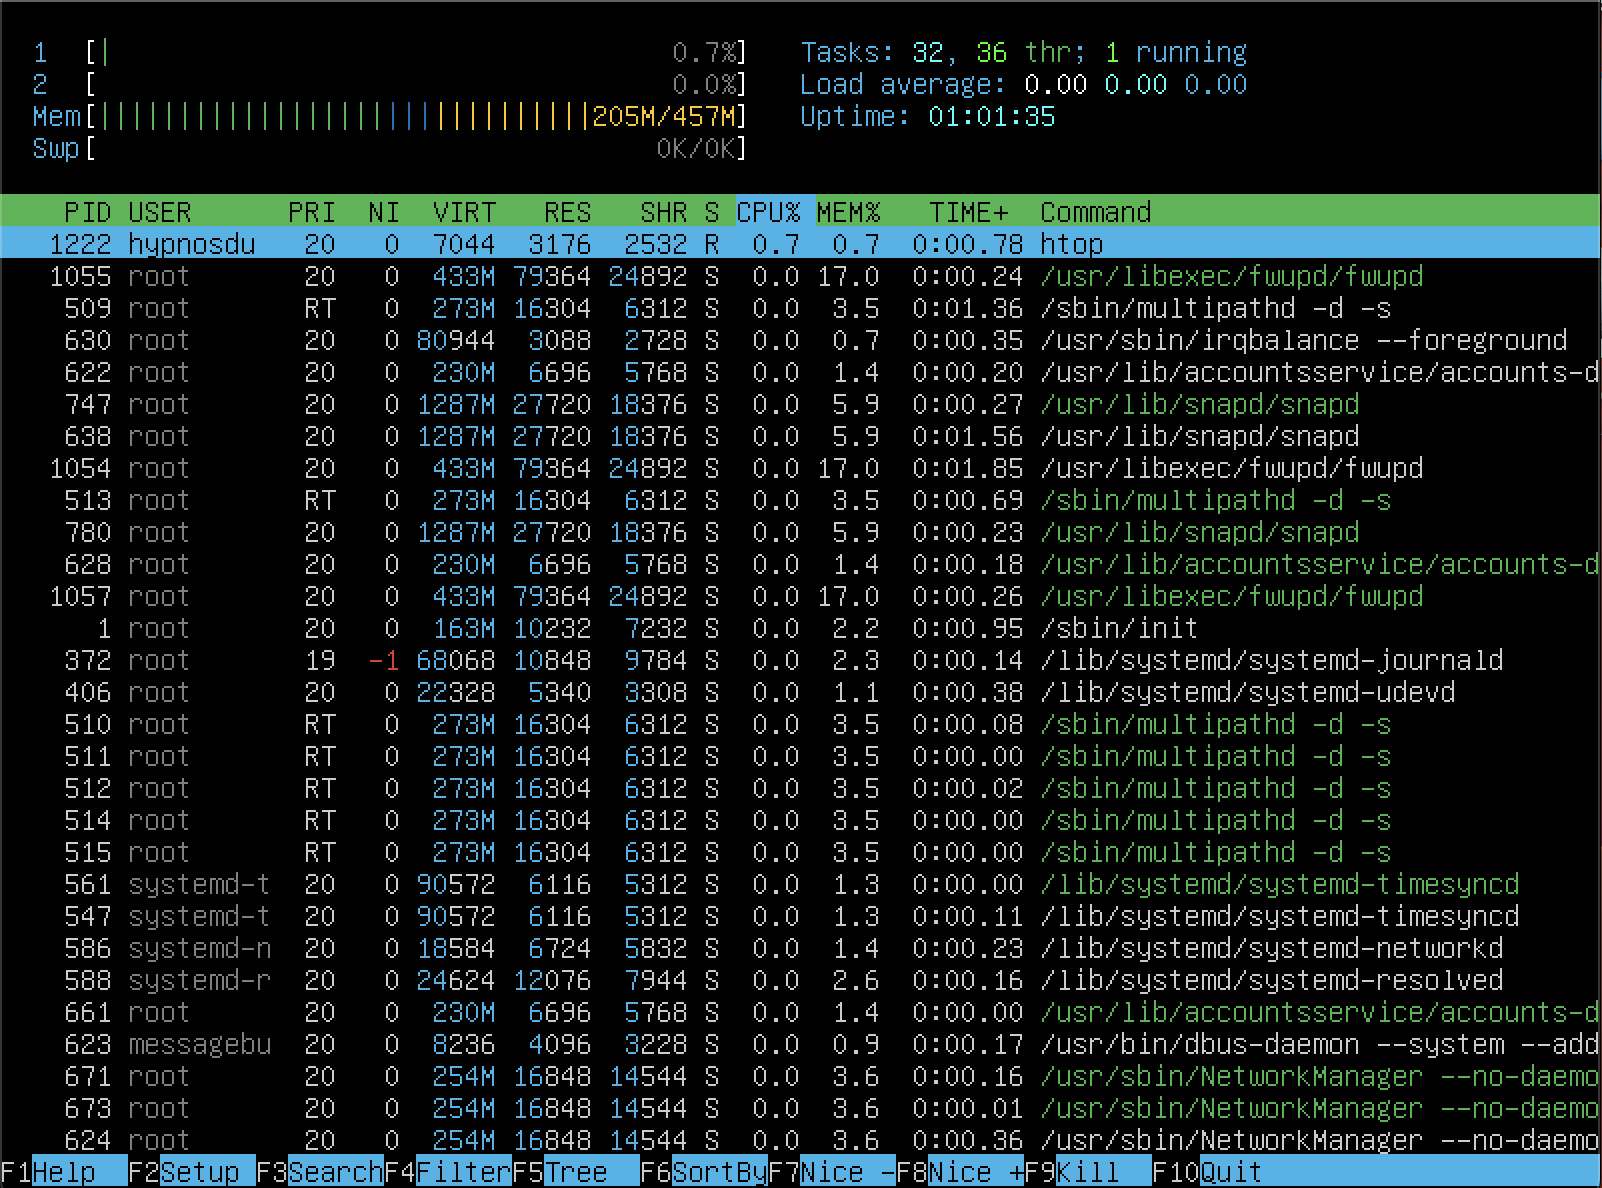 1 [| 0.7%] Tasks: 32, 36 thr; 1 running
2 [ 0.0%] Load average: 0.00 0.00 0.00
Mem[|||||||||||||||||||||||||||||||205M/457M] Uptime: 01:01:35
Swp[ 0K/0K]
PID USER PRI NI VIRT RES SHR S CPU% MEM% TIME+ Command
1222 hypnosdu 20 0 7044 3176 2532 R 0.7 0.7 0:00.78 htop
1055 root 20 0 433M 79364 24892 S 0.0 17.0 0:00.24 /usr/libexec/fwupd/fwupd
509 root RT 0 273M 16304 6312 S 0.0 3.5 0:01.36 /sbin/multipathd -d -s
630 root 20 0 80944 3088 2728 S 0.0 0.7 0:00.35 /usr/sbin/irqbalance --foreground
622 root 20 0 230M 6696 5768 S 0.0 1.4 0:00.20 /usr/lib/accountsservice/accounts-d
747 root 20 0 1287M 27720 18376 S 0.0 5.9 0:00.27 /usr/lib/snapd/snapd
638 root 20 0 1287M 27720 18376 S 0.0 5.9 0:01.56 /usr/lib/snapd/snapd
1054 root 20 0 433M 79364 24892 S 0.0 17.0 0:01.85 /usr/libexec/fwupd/fwupd
513 root RT 0 273M 16304 6312 S 0.0 3.5 0:00.69 /sbin/multipathd -d -s
780 root 20 0 1287M 27720 18376 S 0.0 5.9 0:00.23 /usr/lib/snapd/snapd
628 root 20 0 230M 6696 5768 S 0.0 1.4 0:00.18 /usr/lib/accountsservice/accounts-d
1057 root 20 0 433M 79364 24892 S 0.0 17.0 0:00.26 /usr/libexec/fwupd/fwupd
1 root 20 0 163M 10232 7232 S 0.0 2.2 0:00.95 /sbin/init
372 root 19 -1 68068 10848 9784 S 0.0 2.3 0:00.14 /lib/systemd/systemd-journald
406 root 20 0 22328 5340 3308 S 0.0 1.1 0:00.38 /lib/systemd/systemd-udevd
510 root RT 0 273M 16304 6312 S 0.0 3.5 0:00.08 /sbin/multipathd -d -s
511 root RT 0 273M 16304 6312 S 0.0 3.5 0:00.00 /sbin/multipathd -d -s
512 root RT 0 273M 16304 6312 S 0.0 3.5 0:00.02 /sbin/multipathd -d -s
514 root RT 0 273M 16304 6312 S 0.0 3.5 0:00.00 /sbin/multipathd -d -s
515 root RT 0 273M 16304 6312 S 0.0 3.5 0:00.00 /sbin/multipathd -d -s
561 systemd-t 20 0 90572 6116 5312 S 0.0 1.3 0:00.00 /lib/systemd/systemd-timesyncd
547 systemd-t 20 0 90572 6116 5312 S 0.0 1.3 0:00.11 /lib/systemd/systemd-timesyncd
586 systemd-n 20 0 18584 6724 5832 S 0.0 1.4 0:00.23 /lib/systemd/systemd-networkd
588 systemd-r 20 0 24624 12076 7944 S 0.0 2.6 0:00.16 /lib/systemd/systemd-resolved
661 root 20 0 230M 6696 5768 S 0.0 1.4 0:00.00 /usr/lib/accountsservice/accounts-d
623 messagebu 20 0 8236 4096 3228 S 0.0 0.9 0:00.17 /usr/bin/dbus-daemon --system --add
671 root 20 0 254M 16848 14544 S 0.0 3.6 0:00.16 /usr/sbin/NetworkManager --no-daemo
673 root 20 0 254M 16848 14544 S 0.0 3.6 0:00.01 /usr/sbin/NetworkManager --no-daemo
624 root 20 0 254M 16848 14544 S 0.0 3.6 0:00.36 /usr/sbin/NetworkManager --no-daemo
F1Help F2Setup F3SearchF4FilterF5Tree F6SortByF7Nice -F8Nice +F9Kill F10Quit